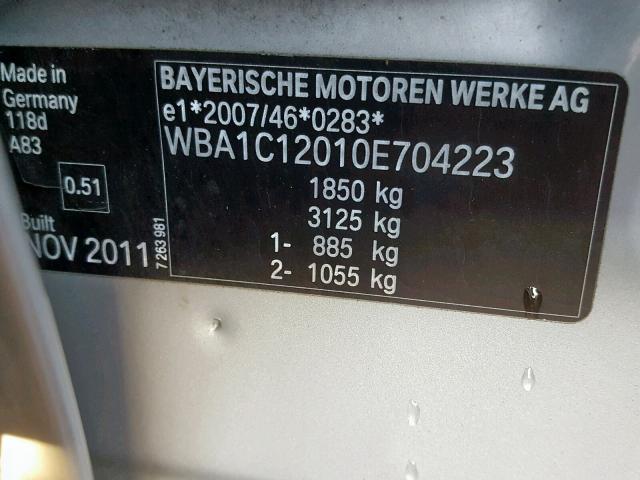 Made in
Germany
118d
A83
0.51
Built
NOV 2011
7 263 981
BAYERISCHE MOTOREN WERKE AG
e1*2007/46*0283*
WBA1C12010E704223
1850 kg
3125 kg
1- 885 kg
2- 1055 kg